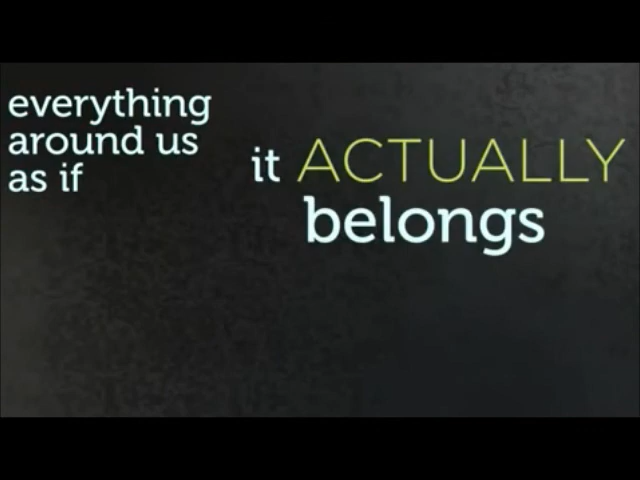 everything
around us
as if
it ACTUALLY
belongs